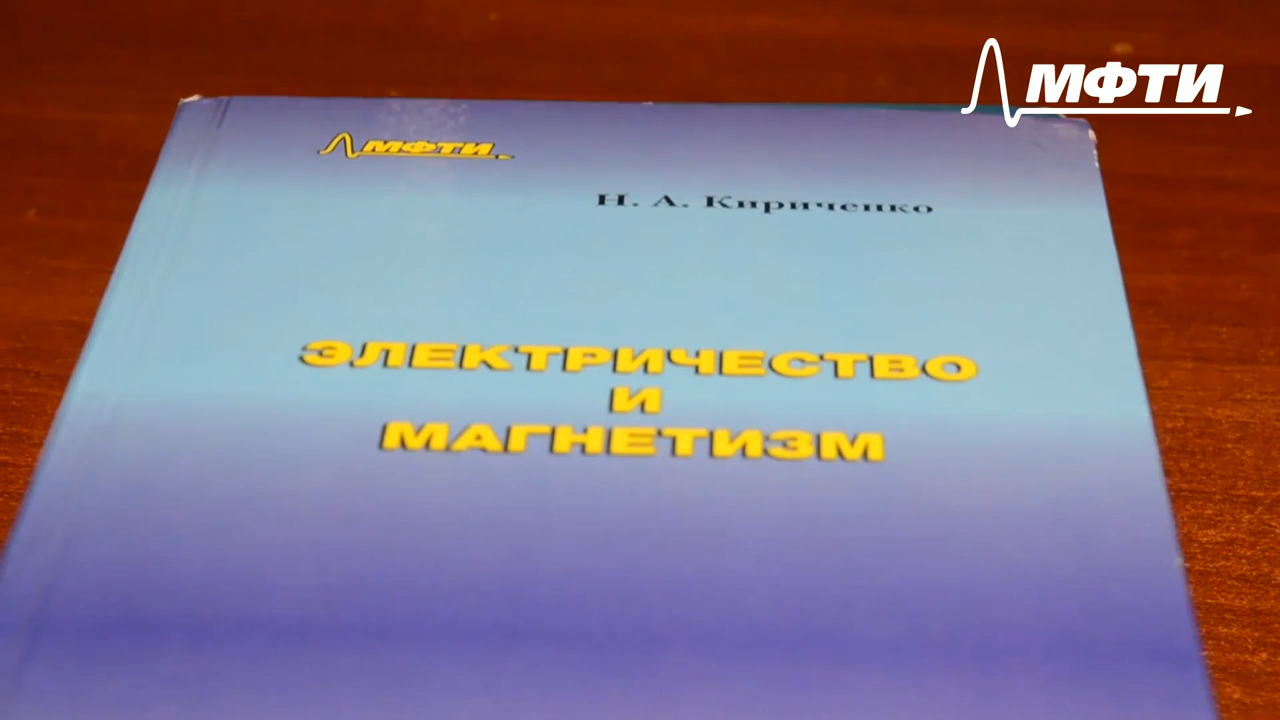 МФТИ
МФТИ
Н. А. Кириченко
ЭЛЕКТРИЧЕСТВО
И
МАГНЕТИЗМ